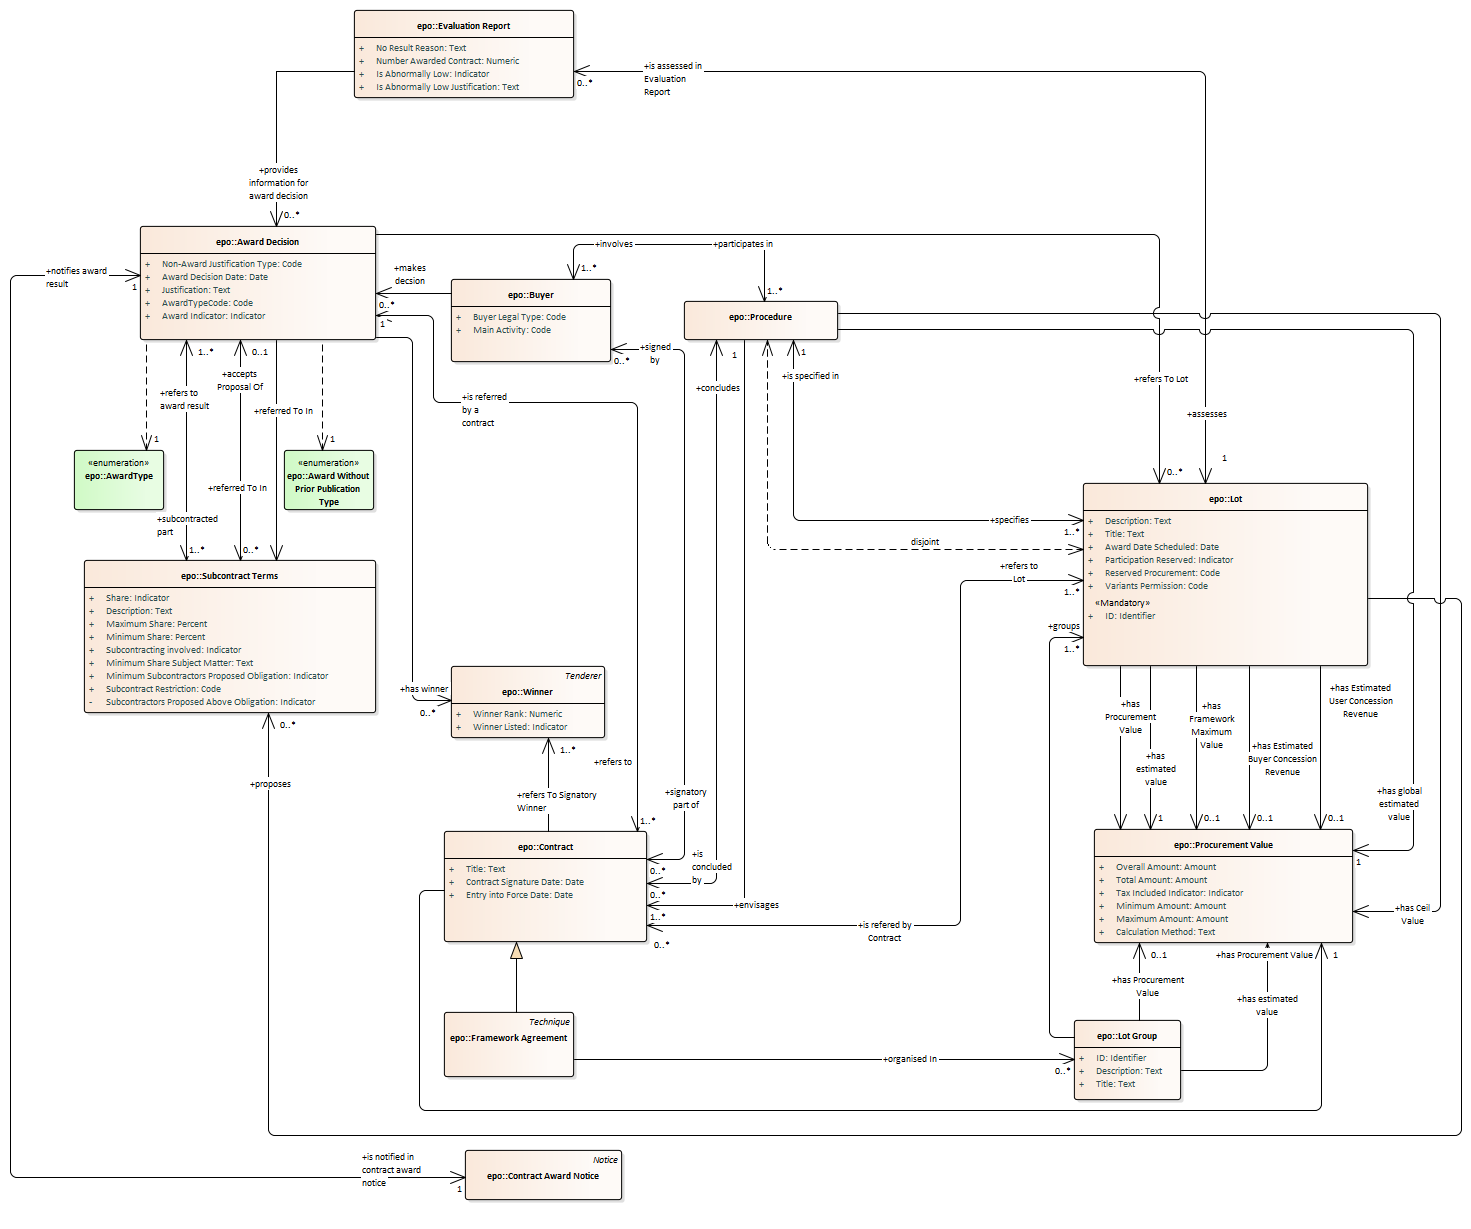 epo::Evaluation Report
+ No Result Reason: Text
+ Number Awarded Contract: Numeric
+ Is Abnormally Low: Indicator
+ Is Abnormally Low Justification: Text
+is assessed in
Evaluation
Report
0..*
+provides
information for
award decision
0..*
epo::Award Decision
+ Non-Award Justification Type: Code
+ Award Decision Date: Date
+ Justification: Text
+ AwardTypeCode: Code
+ Award Indicator: Indicator
+notifies award
result
1
+makes
decsion
0..*
1
+involves
+participates in
1..*
1..*
epo::Buyer
+ Buyer Legal Type: Code
+ Main Activity: Code
epo::Procedure
+signed
by
0..*
1..*
0..1
+accepts
Proposal Of
+refers to
award result
+referred To In
1
1
+is referred
by a
contract
+concludes
1
1
+is specified in
+refers To Lot
+assesses
0..*
1
«enumeration»
epo::AwardType
«enumeration»
epo::Award Without
Prior Publication
Type
+referred To In
+subcontracted
part
1..*
0..*
epo::Lot
+ Description: Text
+ Title: Text
+ Award Date Scheduled: Date
+ Participation Reserved: Indicator
+ Reserved Procurement: Code
+ Variants Permission: Code
«Mandatory»
+ ID: Identifier
+specifies
1..*
disjoint
+refers to
Lot
1..*
+groups
1..*
epo::Subcontract Terms
+ Share: Indicator
+ Description: Text
+ Maximum Share: Percent
+ Minimum Share: Percent
+ Subcontracting involved: Indicator
+ Minimum Share Subject Matter: Text
+ Minimum Subcontractors Proposed Obligation: Indicator
+ Subcontract Restriction: Code
- Subcontractors Proposed Above Obligation: Indicator
0..*
+proposes
+has winner
0..*
Tenderer
epo::Winner
+ Winner Rank: Numeric
+ Winner Listed: Indicator
1..*
+refers to
+refers To Signatory
Winner
+signatory
part of
1..*
+has
Procurement
Value
+has
estimated
value
+has
Framework
Maximum
Value
+has Estimated
Buyer Concession
Revenue
+has Estimated
User Concession
Revenue
+has global
estimated
value
1
0..1
0..1
0..1
1
epo::Contract
+ Title: Text
+ Contract Signature Date: Date
+ Entry into Force Date: Date
+is
concluded
by
0..*
0..*
+envisages
1..*
+is refered by
Contract
0..*
epo::Procurement Value
+ Overall Amount: Amount
+ Total Amount: Amount
+ Tax Included Indicator: Indicator
+ Minimum Amount: Amount
+ Maximum Amount: Amount
+ Calculation Method: Text
+has Ceil
Value
0..1
+has Procurement Value
1
+has Procurement
Value
+has estimated
value
Technique
epo::Framework Agreement
+organised In
0..*
epo::Lot Group
+ ID: Identifier
+ Description: Text
+ Title: Text
+is notified in
contract award
notice
1
Notice
epo::Contract Award Notice